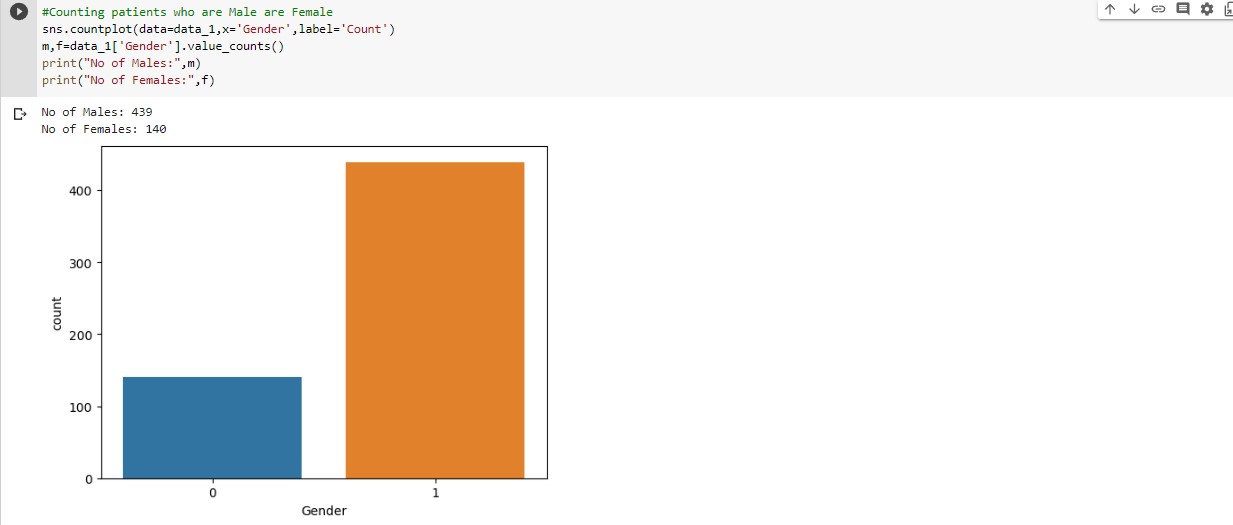 #Counting patients who are Male are Female
sns.countplot(data=data_1,x='Gender',label='Count')
m,f=data_1['Gender'].value_counts()
print("No of Males:",m)
print("No of Females:",f)
No of Males: 439
No of Females: 140
400
300
200
100
0
count
0 1
Gender